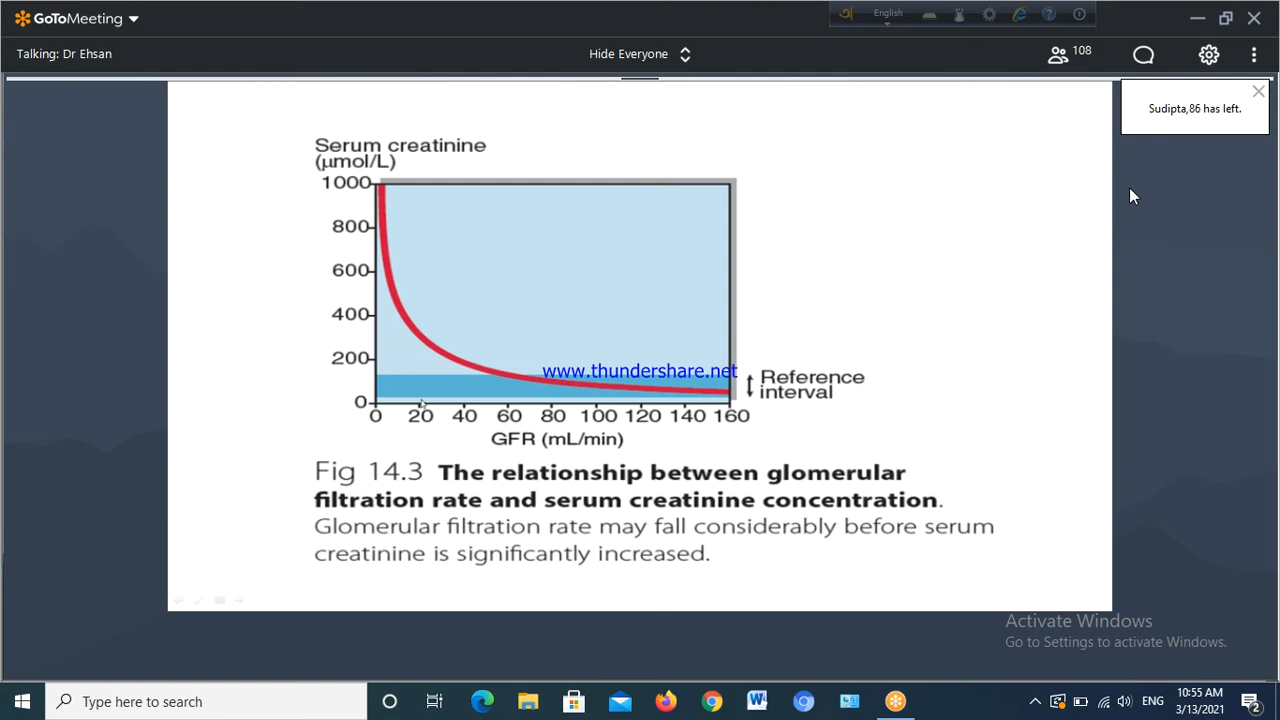 GoToMeeting
English
Talking: Dr Ehsan
Hide Everyone
108
Sudipta,86 has left.
Serum creatinine
(µmol/L)
1000
800
600
400
200
0
www.thundershare.net
Reference
interval
0 20 40 60 80 100 120 140 160
GFR (mL/min)
Fig 14.3 The relationship between glomerular
filtration rate and serum creatinine concentration.
Glomerular filtration rate may fall considerably before serum
creatinine is significantly increased.
Activate Windows
Go to Settings to activate Windows.
Type here to search
ENG
10:55 AM
3/13/2021
2